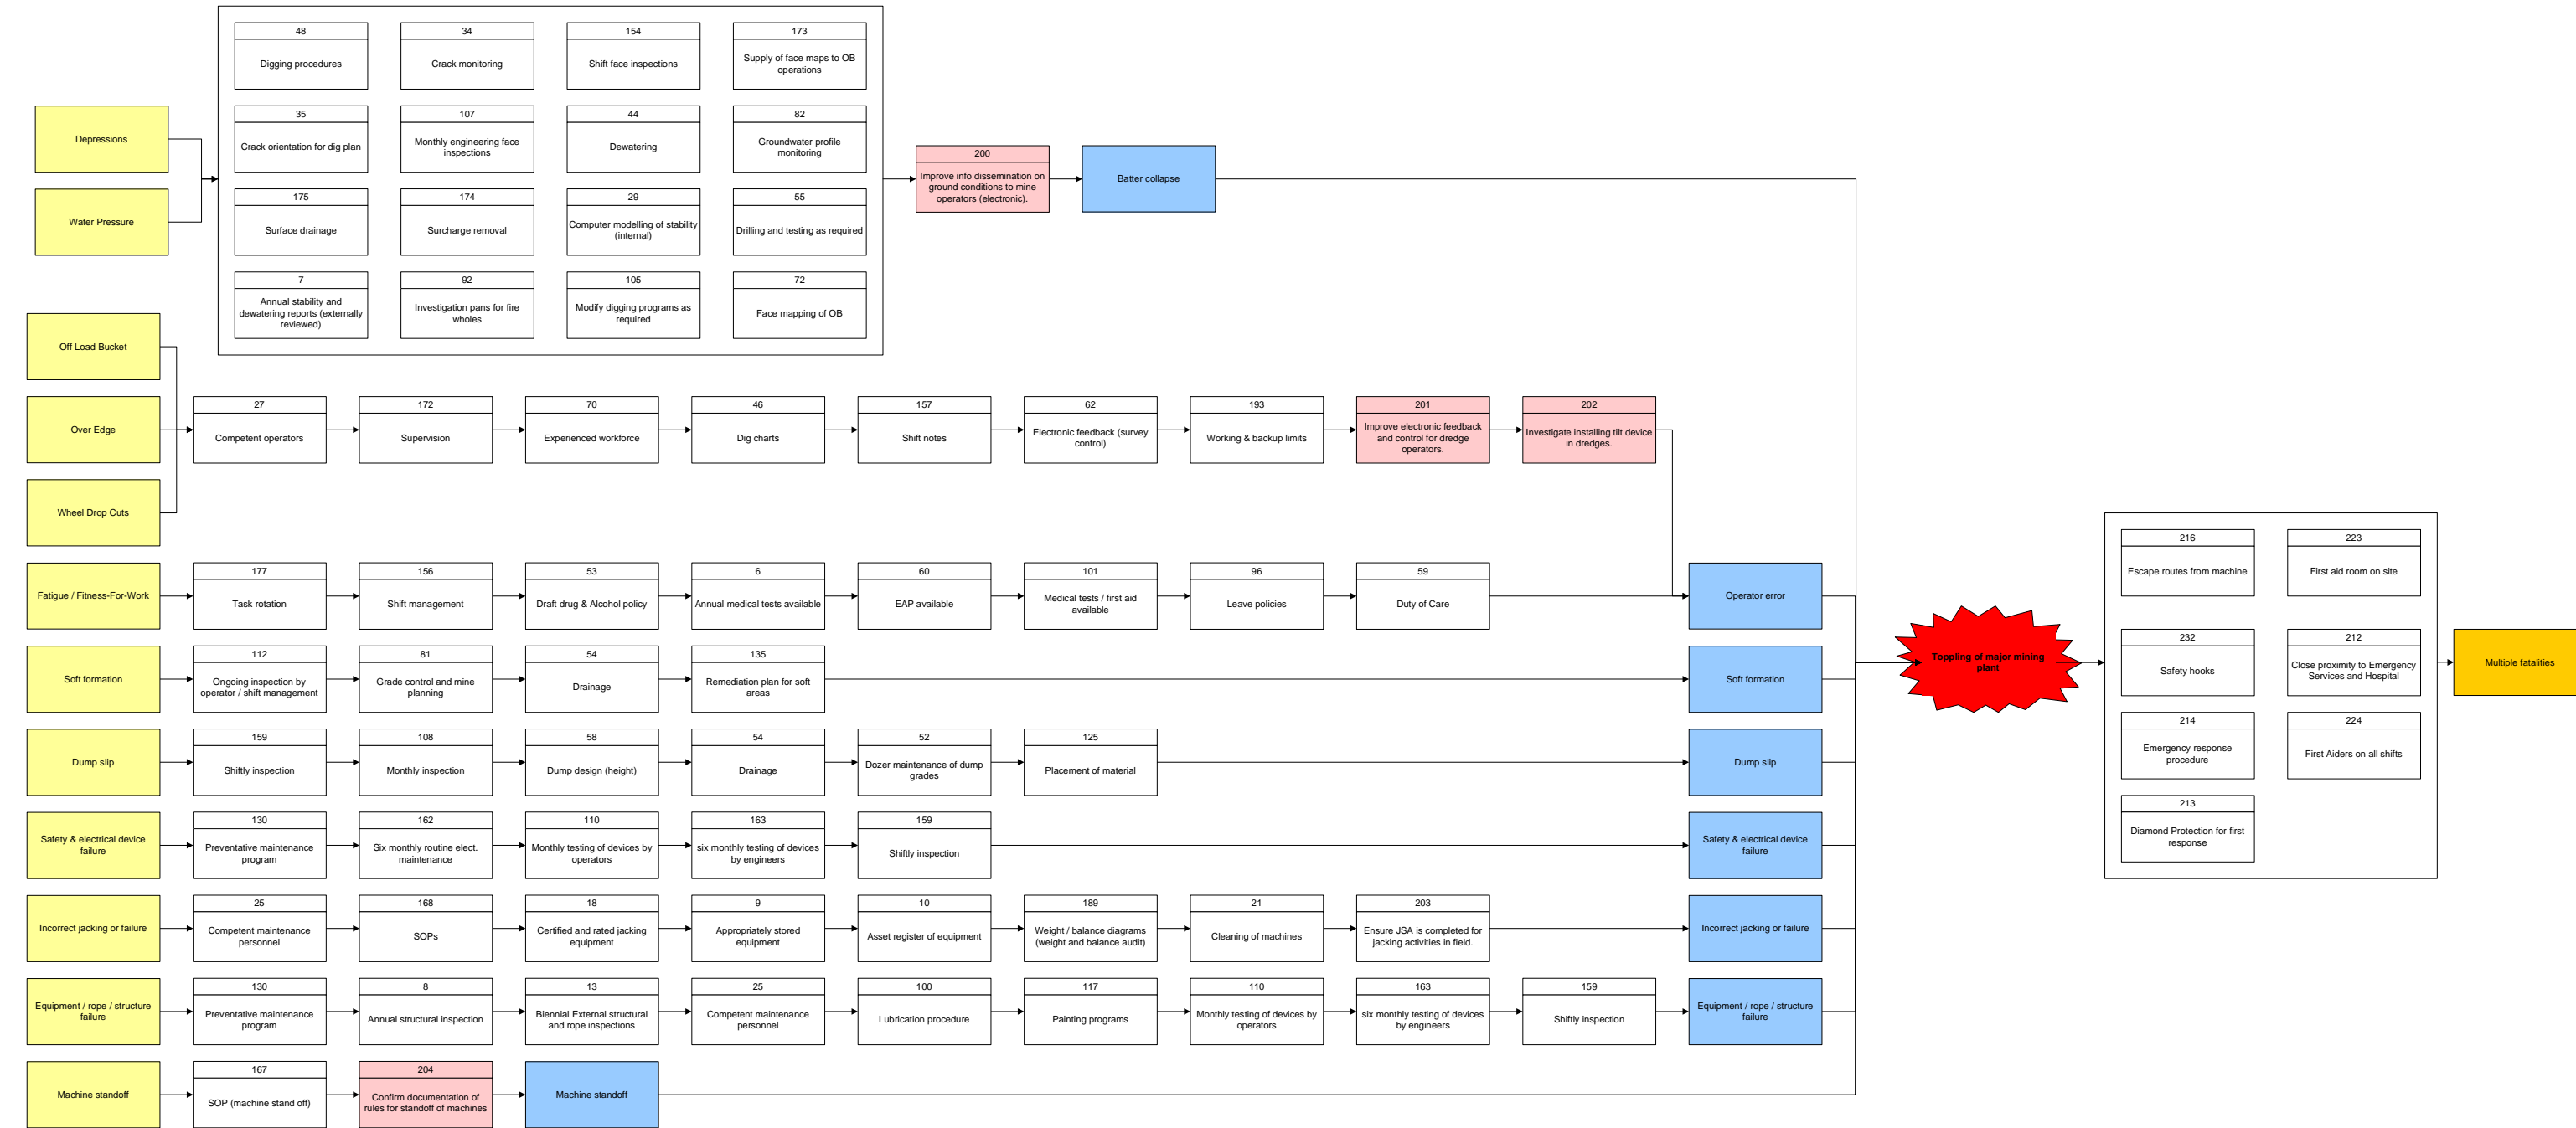 48
Digging procedures
34
Crack monitoring
154
Shift face inspections
173
Supply of face maps to OB
operations
35
Crack orientation for dig plan
107
Monthly engineering face
inspections
44
Dewatering
82
Groundwater profile
monitoring
175
Surface drainage
174
Surcharge removal
29
Computer modelling of stability
(internal)
55
Drilling and testing as required
7
Annual stability and
dewatering reports (externally
reviewed)
92
Investigation pans for fire
wholes
105
Modify digging programs as
required
72
Face mapping of OB
Depressions
Water Pressure
200
Improve info dissemination on
ground conditions to mine
operators (electronic).
Batter collapse
Off Load Bucket
Over Edge
Wheel Drop Cuts
27
Competent operators
172
Supervision
70
Experienced workforce
46
Dig charts
157
Shift notes
62
Electronic feedback (survey
control)
193
Working & backup limits
201
Improve electronic feedback
and control for dredge
operators.
202
Investigate installing tilt device
in dredges.
Fatigue / Fitness-For-Work
177
Task rotation
156
Shift management
53
Draft drug & Alcohol policy
6
Annual medical tests available
60
EAP available
101
Medical tests / first aid
available
96
Leave policies
59
Duty of Care
Operator error
Soft formation
112
Ongoing inspection by
operator / shift management
81
Grade control and mine
planning
54
Drainage
135
Remediation plan for soft
areas
Soft formation
Dump slip
159
Shiftly inspection
108
Monthly inspection
58
Dump design (height)
54
Drainage
52
Dozer maintenance of dump
grades
125
Placement of material
Dump slip
Safety & electrical device
failure
130
Preventative maintenance
program
162
Six monthly routine elect.
maintenance
110
Monthly testing of devices by
operators
163
six monthly testing of devices
by engineers
159
Shiftly inspection
Safety & electrical device
failure
Incorrect jacking or failure
25
Competent maintenance
personnel
168
SOPs
18
Certified and rated jacking
equipment
9
Appropriately stored
equipment
10
Asset register of equipment
189
Weight / balance diagrams
(weight and balance audit)
21
Cleaning of machines
203
Ensure JSA is completed for
jacking activities in field.
Incorrect jacking or failure
Equipment / rope / structure
failure
130
Preventative maintenance
program
8
Annual structural inspection
13
Biennial External structural
and rope inspections
25
Competent maintenance
personnel
100
Lubrication procedure
117
Painting programs
110
Monthly testing of devices by
operators
163
six monthly testing of devices
by engineers
159
Shiftly inspection
Equipment / rope / structure
failure
Machine standoff
167
SOP (machine stand off)
204
Confirm documentation of
rules for standoff of machines
Machine standoff
Toppling of major mining
plant
216
Escape routes from machine
223
First aid room on site
232
Safety hooks
212
Close proximity to Emergency
Services and Hospital
214
Emergency response
procedure
224
First Aiders on all shifts
213
Diamond Protection for first
response
Multiple fatalities